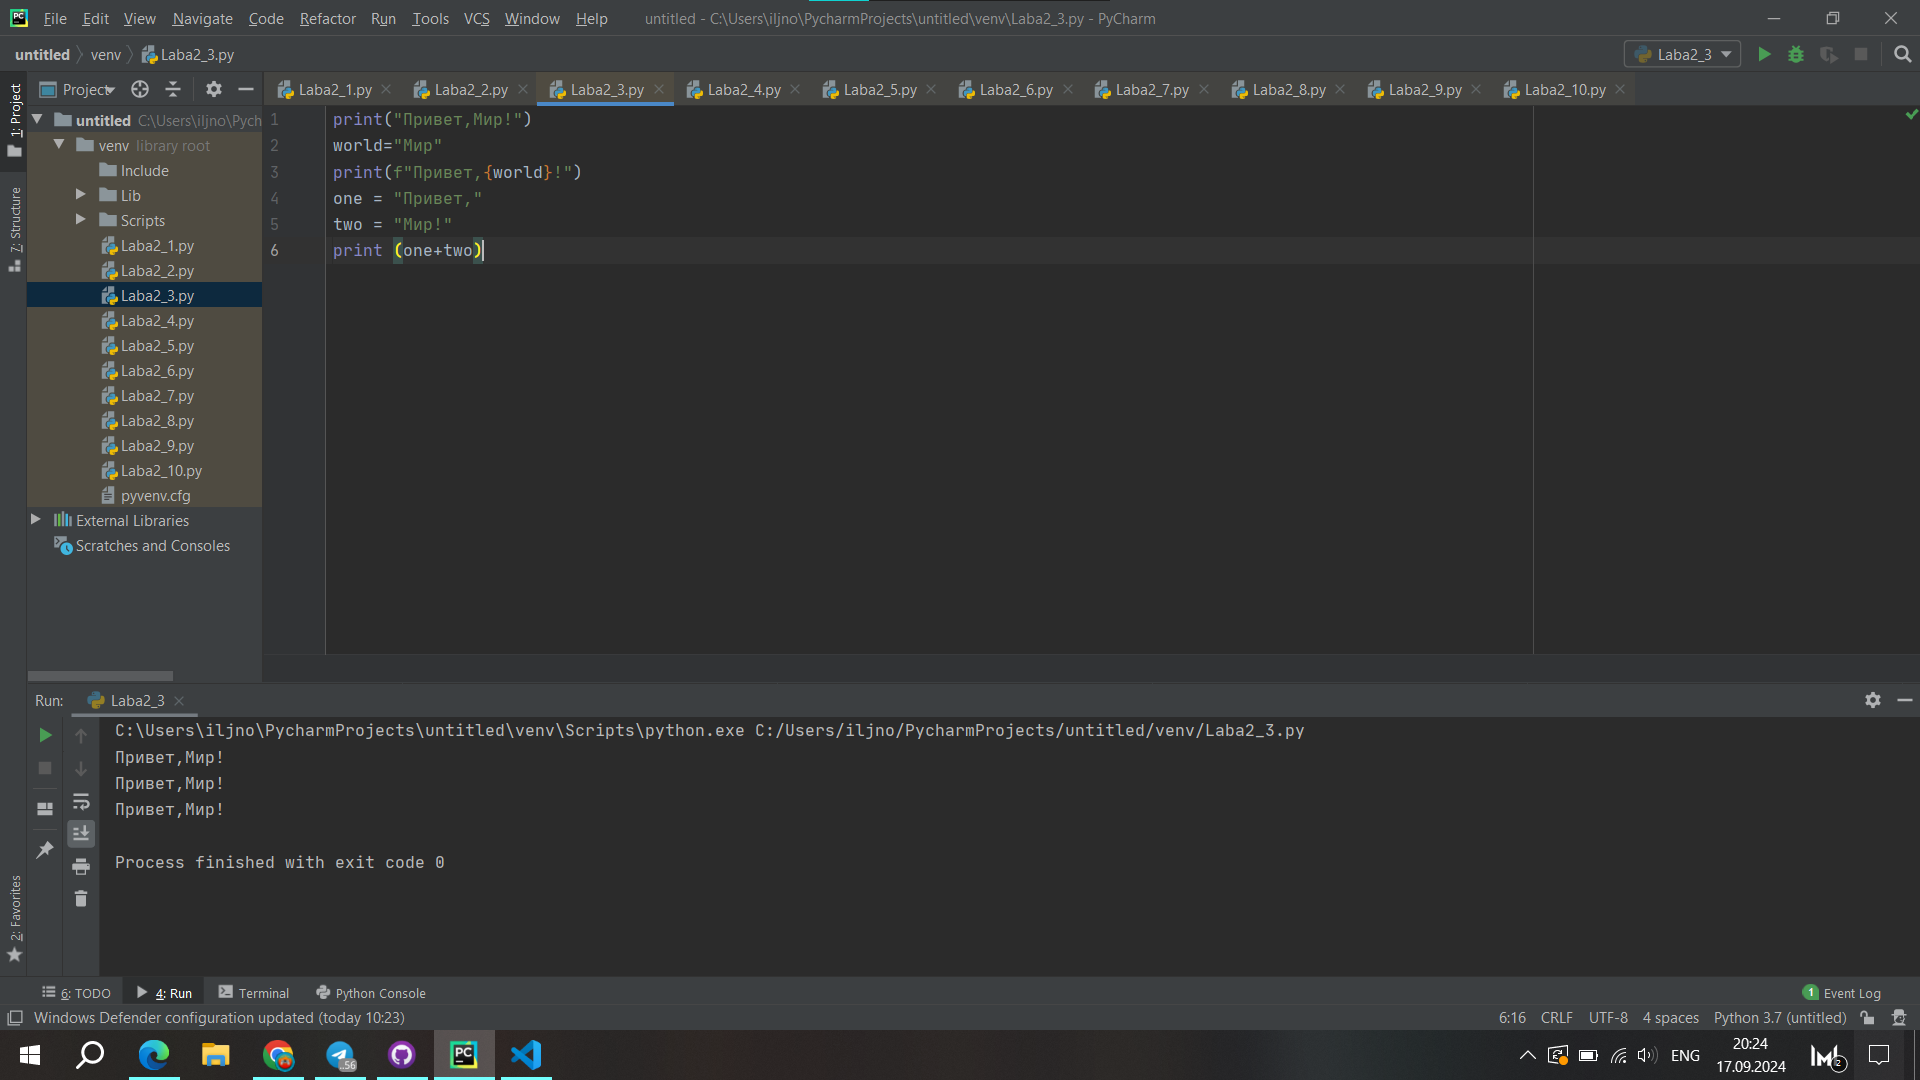 File Edit View Navigate Code Refactor Run Tools VCS Window Help untitled - C:\Users\iljno\PycharmProjects\untitled\venv\Laba2_3.py - PyCharm
untitled venv Laba2_3.py Laba2_3
Project Laba2_1.py Laba2_2.py Laba2_3.py Laba2_4.py Laba2_5.py Laba2_6.py Laba2_7.py Laba2_8.py Laba2_9.py Laba2_10.py
1: Project
7: Structure
2: Favorites
untitled C:\Users\iljno\Pych
venv library root
Include
Lib
Scripts
Laba2_1.py
Laba2_2.py
Laba2_3.py
Laba2_4.py
Laba2_5.py
Laba2_6.py
Laba2_7.py
Laba2_8.py
Laba2_9.py
Laba2_10.py
pyvenv.cfg
External Libraries
Scratches and Consoles
1 print("Привет,Мир!")
2 world="Мир"
3 print(f"Привет,{world}!")
4 one = "Привет,"
5 two = "Мир!"
6 print (one+two)
Run: Laba2_3
C:\Users\iljno\PycharmProjects\untitled\venv\Scripts\python.exe C:/Users/iljno/PycharmProjects/untitled/venv/Laba2_3.py
Привет,Мир!
Привет,Мир!
Привет,Мир!
Process finished with exit code 0
6: TODO 4: Run Terminal Python Console 1 Event Log
Windows Defender configuration updated (today 10:23) 6:16 CRLF UTF-8 4 spaces Python 3.7 (untitled)
PC ..56 ENG 20:24 2
17.09.2024